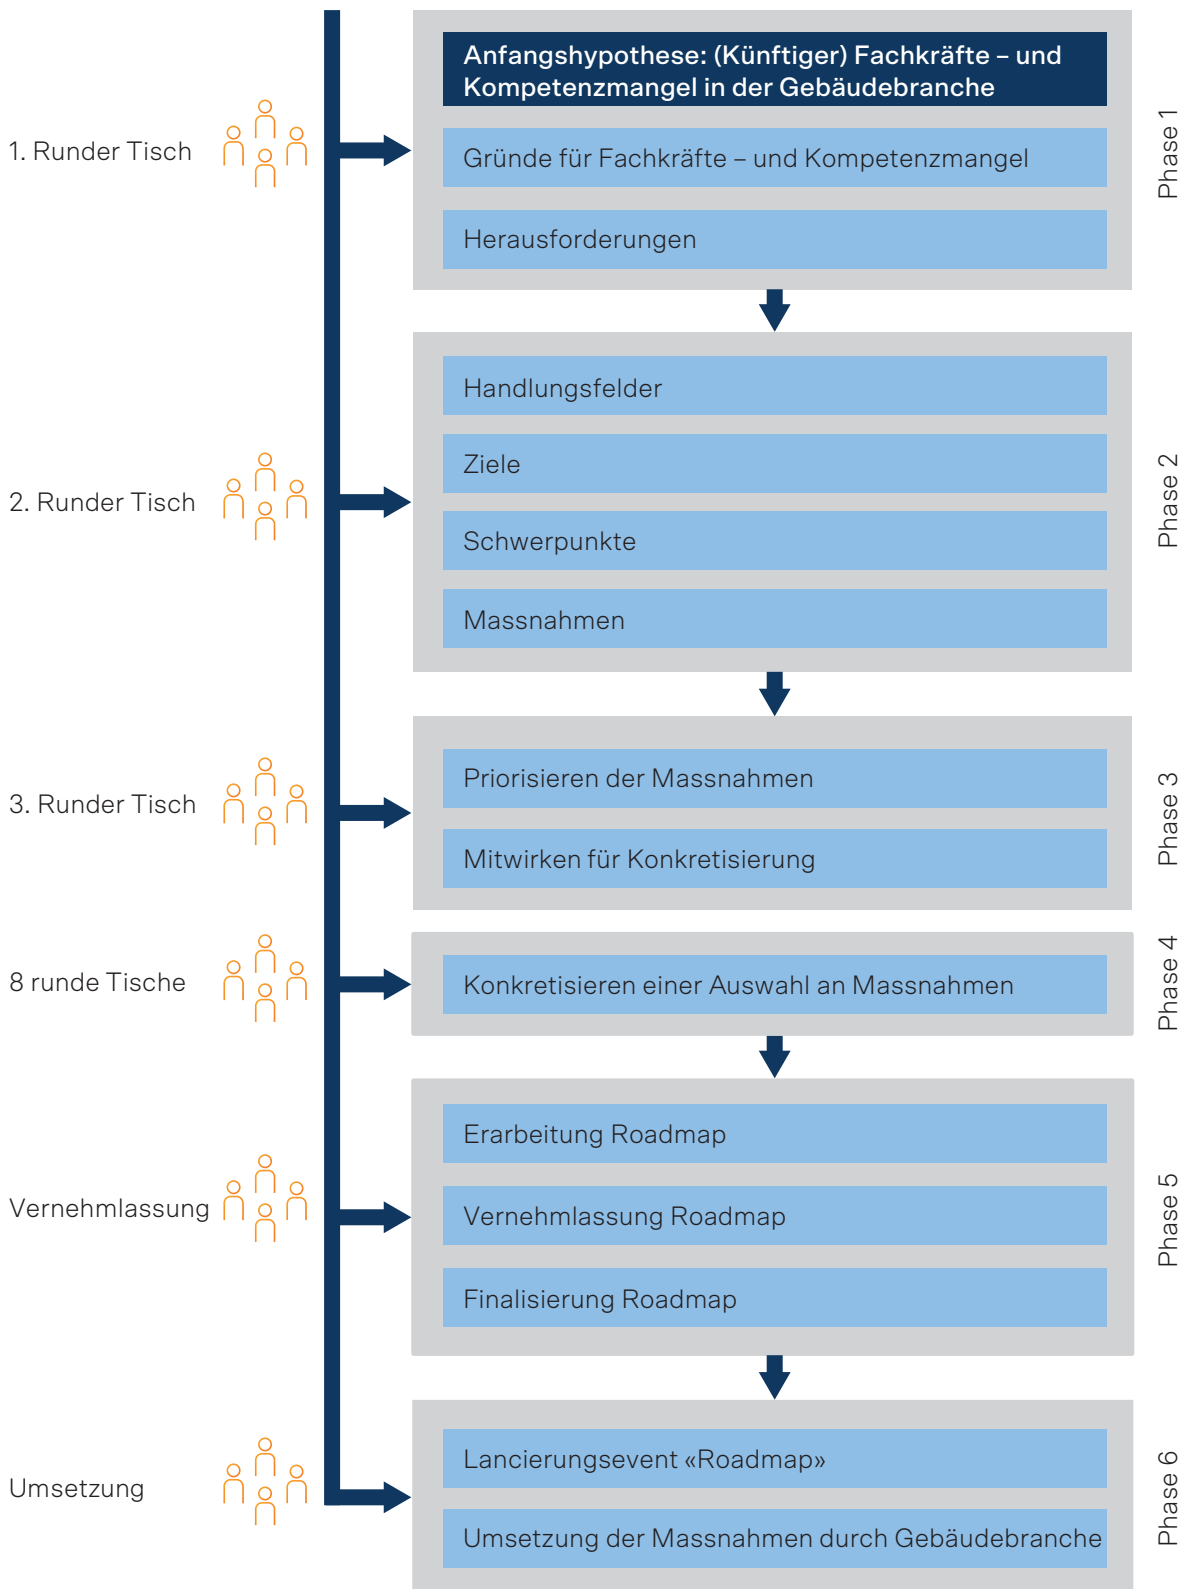 Anfangshypothese: (Künftiger) Fachkräfte – und
Kompetenzmangel in der Gebäudebranche
1. Runder Tisch
Gründe für Fachkräfte – und Kompetenzmangel
Herausforderungen
Phase 1
2. Runder Tisch
Handlungsfelder
Ziele
Schwerpunkte
Massnahmen
Phase 2
3. Runder Tisch
Priorisieren der Massnahmen
Mitwirken für Konkretisierung
Phase 3
8 runde Tische
Konkretisieren einer Auswahl an Massnahmen
Phase 4
Vernehmlassung
Erarbeitung Roadmap
Vernehmlassung Roadmap
Finalisierung Roadmap
Phase 5
Umsetzung
Lancierungsevent «Roadmap»
Umsetzung der Massnahmen durch Gebäudebranche
Phase 6